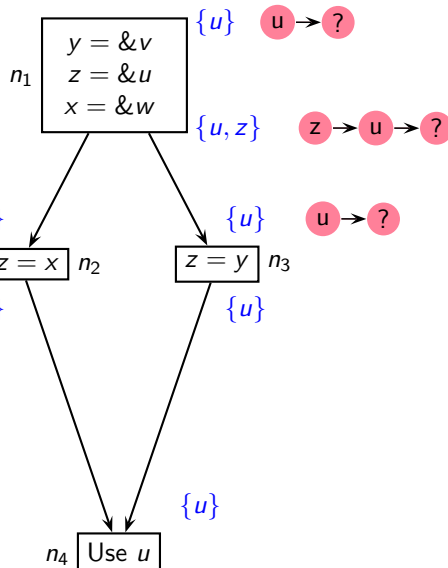 {u} u ?
y = &v
n1 z = &u
x = &w
{u, z} z u ?
{u} u ?
z = x n2 z = y n3
{u}
{u}
n4 Use u